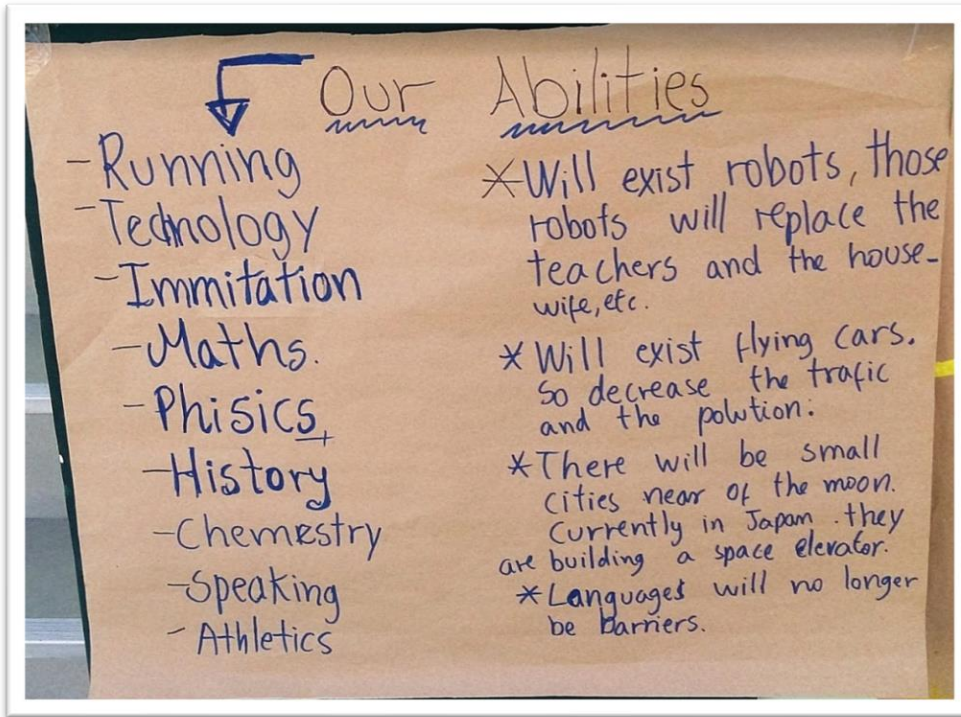 Our Abilities
- Running
- Technology
- Immitation
- Maths.
- Phisics
- History
- Chemestry
- Speaking
- Athletics
* Will exist robots, those
robots will replace the
teachers and the house-
wife, etc.
* Will exist flying cars.
So decrease the trafic
and the polution.
* There will be small
cities near of the moon.
Currently in Japan. they
are building a space elevator.
* Languages will no longer
be barriers.